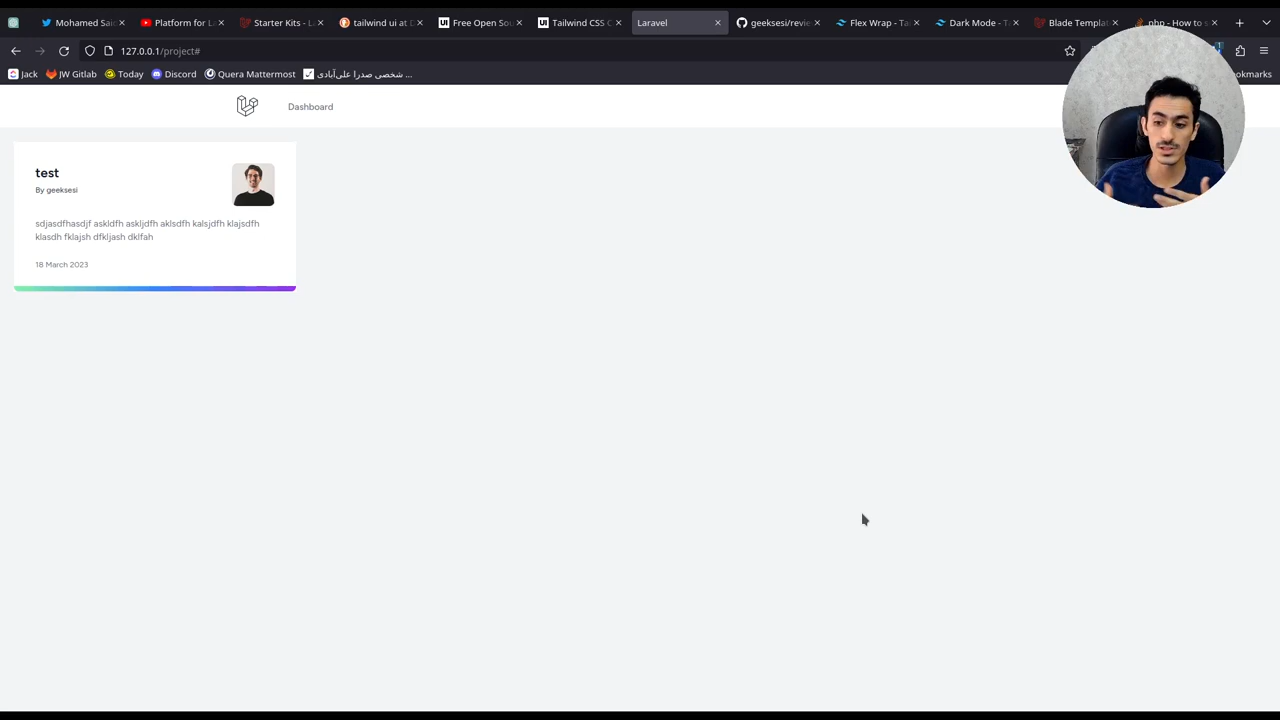 Mohamed Said
Platform for L
Starter Kits - L
tailwind ui at D
Free Open Sou
Tailwind CSS C
Laravel
geeksesi/revie
Flex Wrap - Tai
Dark Mode - T
Blade Templat
php - How to s
127.0.0.1/project#
Jack
JW Gitlab
Today
Discord
Quera Mattermost
شخصی صدرا علی‌آبادی ...
okmarks
Dashboard
test
By geeksesi
sdjasdfhasdjf askldfh askljdfh aklsdfh kalsjdfh klajsdfh
klasdh fklajsh dfkljash dklfah
18 March 2023